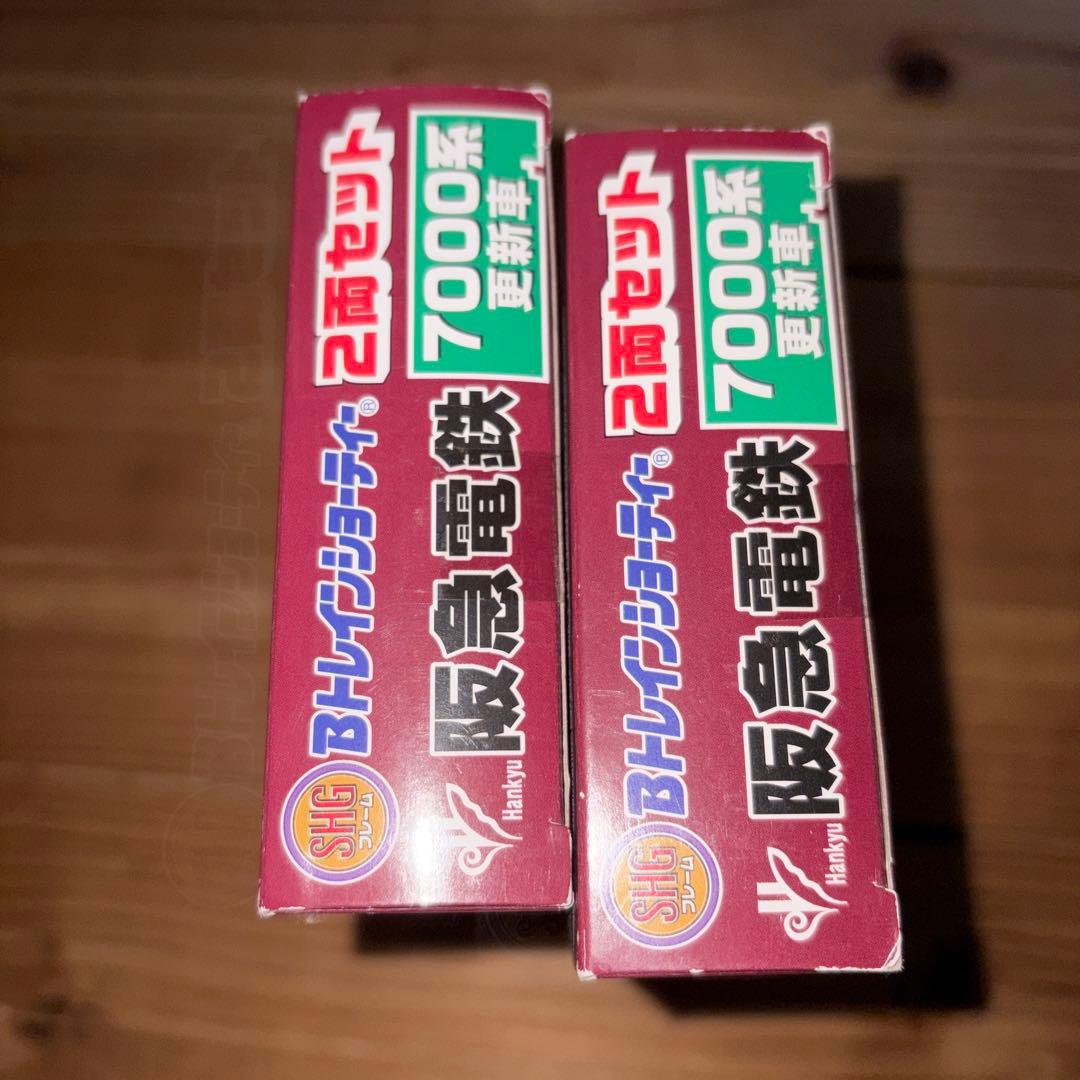 SHG
フレーム
Bトレインショーティー®
2両セット
Hankyu
阪急電鉄
7000系
更新車
SHG
フレーム
Bトレインショーティー®
2両セット
Hankyu
阪急電鉄
7000系
更新車